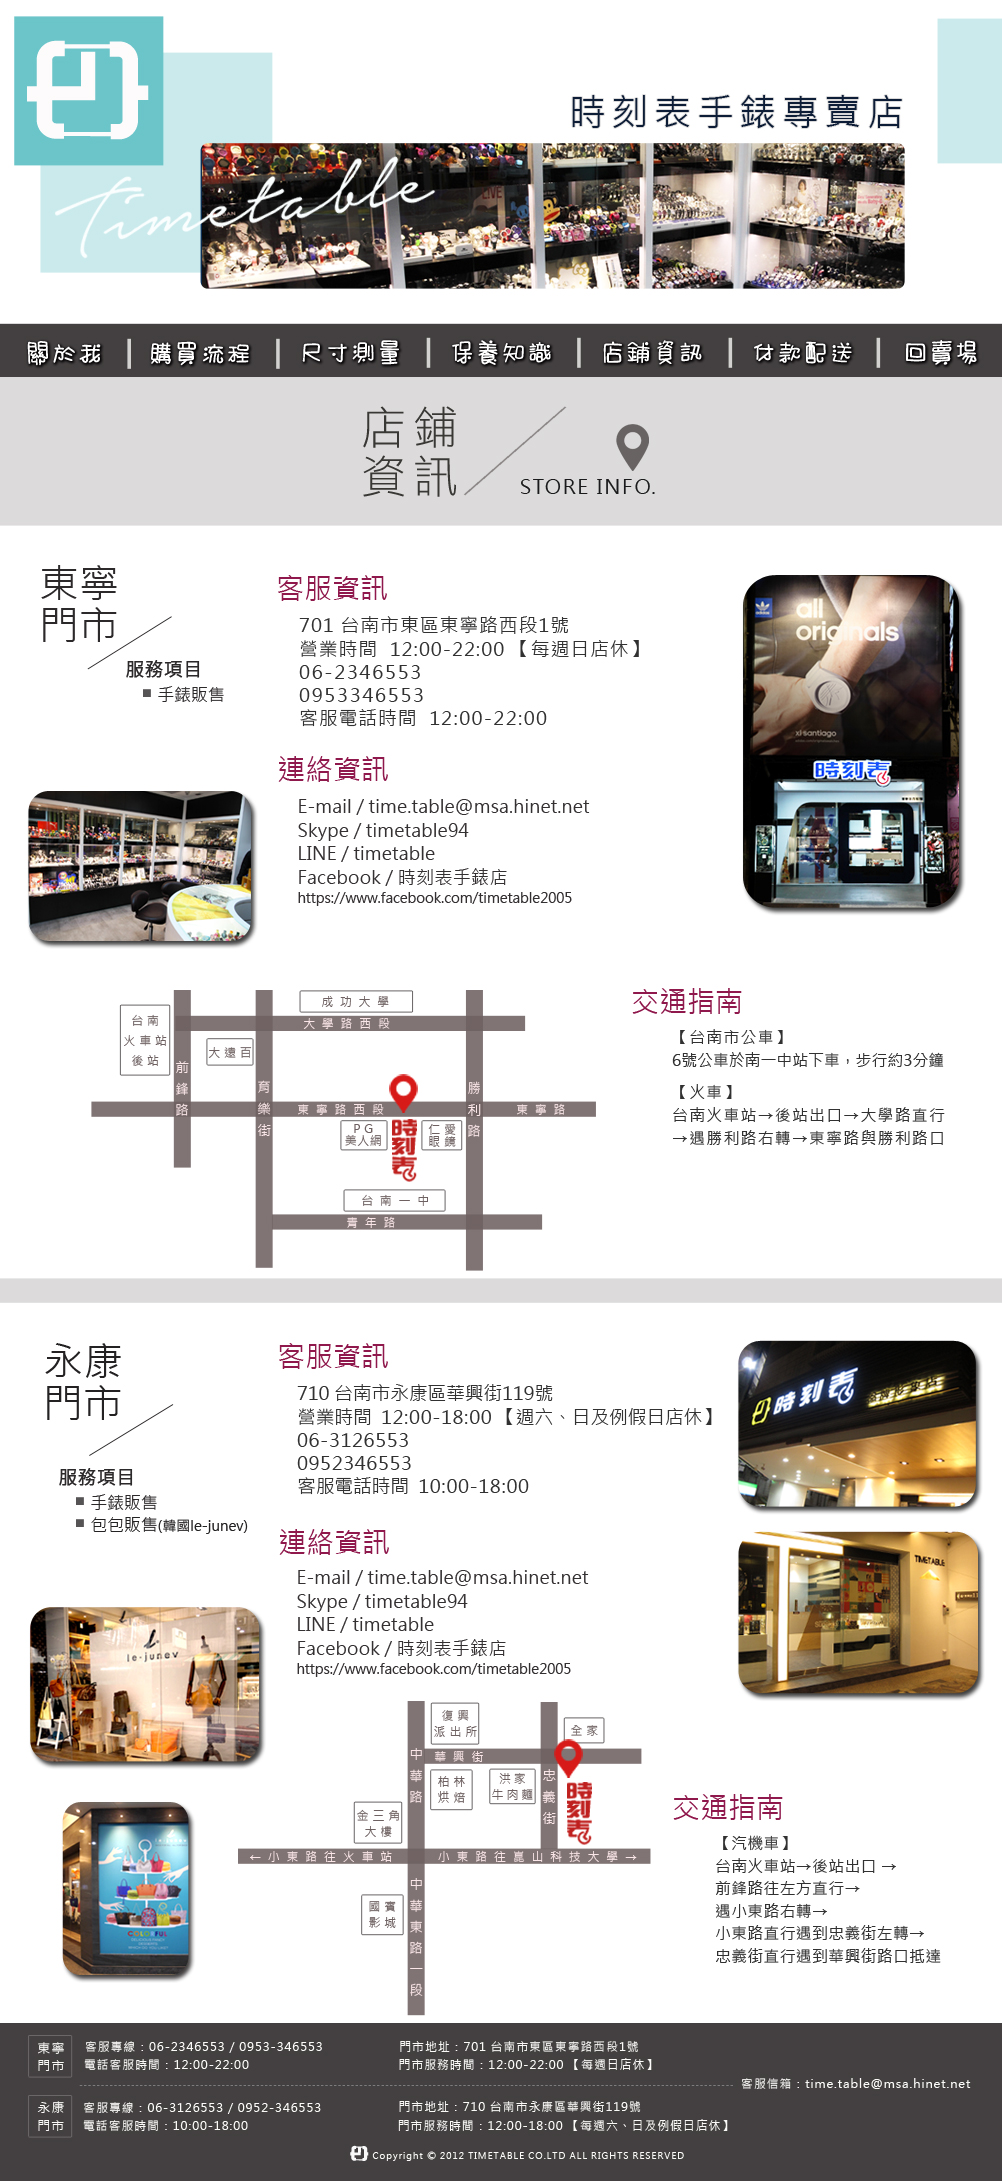 時刻表手錶專賣店
Timetable
關於我
購買流程
尺寸測量
保養知識
店鋪資訊
付款配送
回賣場
店鋪
資訊
STORE INFO.
東寧
門市
服務項目
■ 手錶販售
客服資訊
701 台南市東區東寧路西段1號
營業時間 12:00-22:00【每週日店休】
06-2346553
0953346553
客服電話時間 12:00-22:00
連絡資訊
E-mail / time.table@msa.hinet.net
Skype / timetable94
LINE / timetable
Facebook / 時刻表手錶店
https://www.facebook.com/timetable2005
all
originals
xl-santiago
時刻表
成功大學
大學路西段
台南
火車站
後站
大遠百
前鋒路
育樂街
勝利路
東寧路西段
東寧路
PG
美人網
時刻表
仁愛
眼鏡
台南一中
青年路
交通指南
【台南市公車】
6號公車於南一中站下車，步行約3分鐘
【火車】
台南火車站→後站出口→大學路直行
→遇勝利路右轉→東寧路與勝利路口
永康
門市
服務項目
■ 手錶販售
■ 包包販售(韓國le-junev)
客服資訊
710 台南市永康區華興街119號
營業時間 12:00-18:00【週六、日及例假日店休】
06-3126553
0952346553
客服電話時間 10:00-18:00
連絡資訊
E-mail / time.table@msa.hinet.net
Skype / timetable94
LINE / timetable
Facebook / 時刻表手錶店
https://www.facebook.com/timetable2005
時刻表
TIMETABLE
le-junev
COLORFUL
復興
派出所
全家
華興街
中華路
柏林
烘焙
洪家
牛肉麵
忠義街
時刻表
金三角
大樓
←小東路往火車站
小東路往崑山科技大學→
國賓
影城
中華東路一段
交通指南
【汽機車】
台南火車站→後站出口 →
前鋒路往左方直行→
遇小東路右轉→
小東路直行遇到忠義街左轉→
忠義街直行遇到華興街路口抵達
東寧
門市
客服專線：06-2346553 / 0953-346553
電話客服時間：12:00-22:00
門市地址：701 台南市東區東寧路西段1號
門市服務時間：12:00-22:00【每週日店休】
客服信箱：time.table@msa.hinet.net
永康
門市
客服專線：06-3126553 / 0952-346553
電話客服時間：10:00-18:00
門市地址：710 台南市永康區華興街119號
門市服務時間：12:00-18:00【每週六、日及例假日店休】
Copyright © 2012 TIMETABLE CO.LTD ALL RIGHTS RESERVED